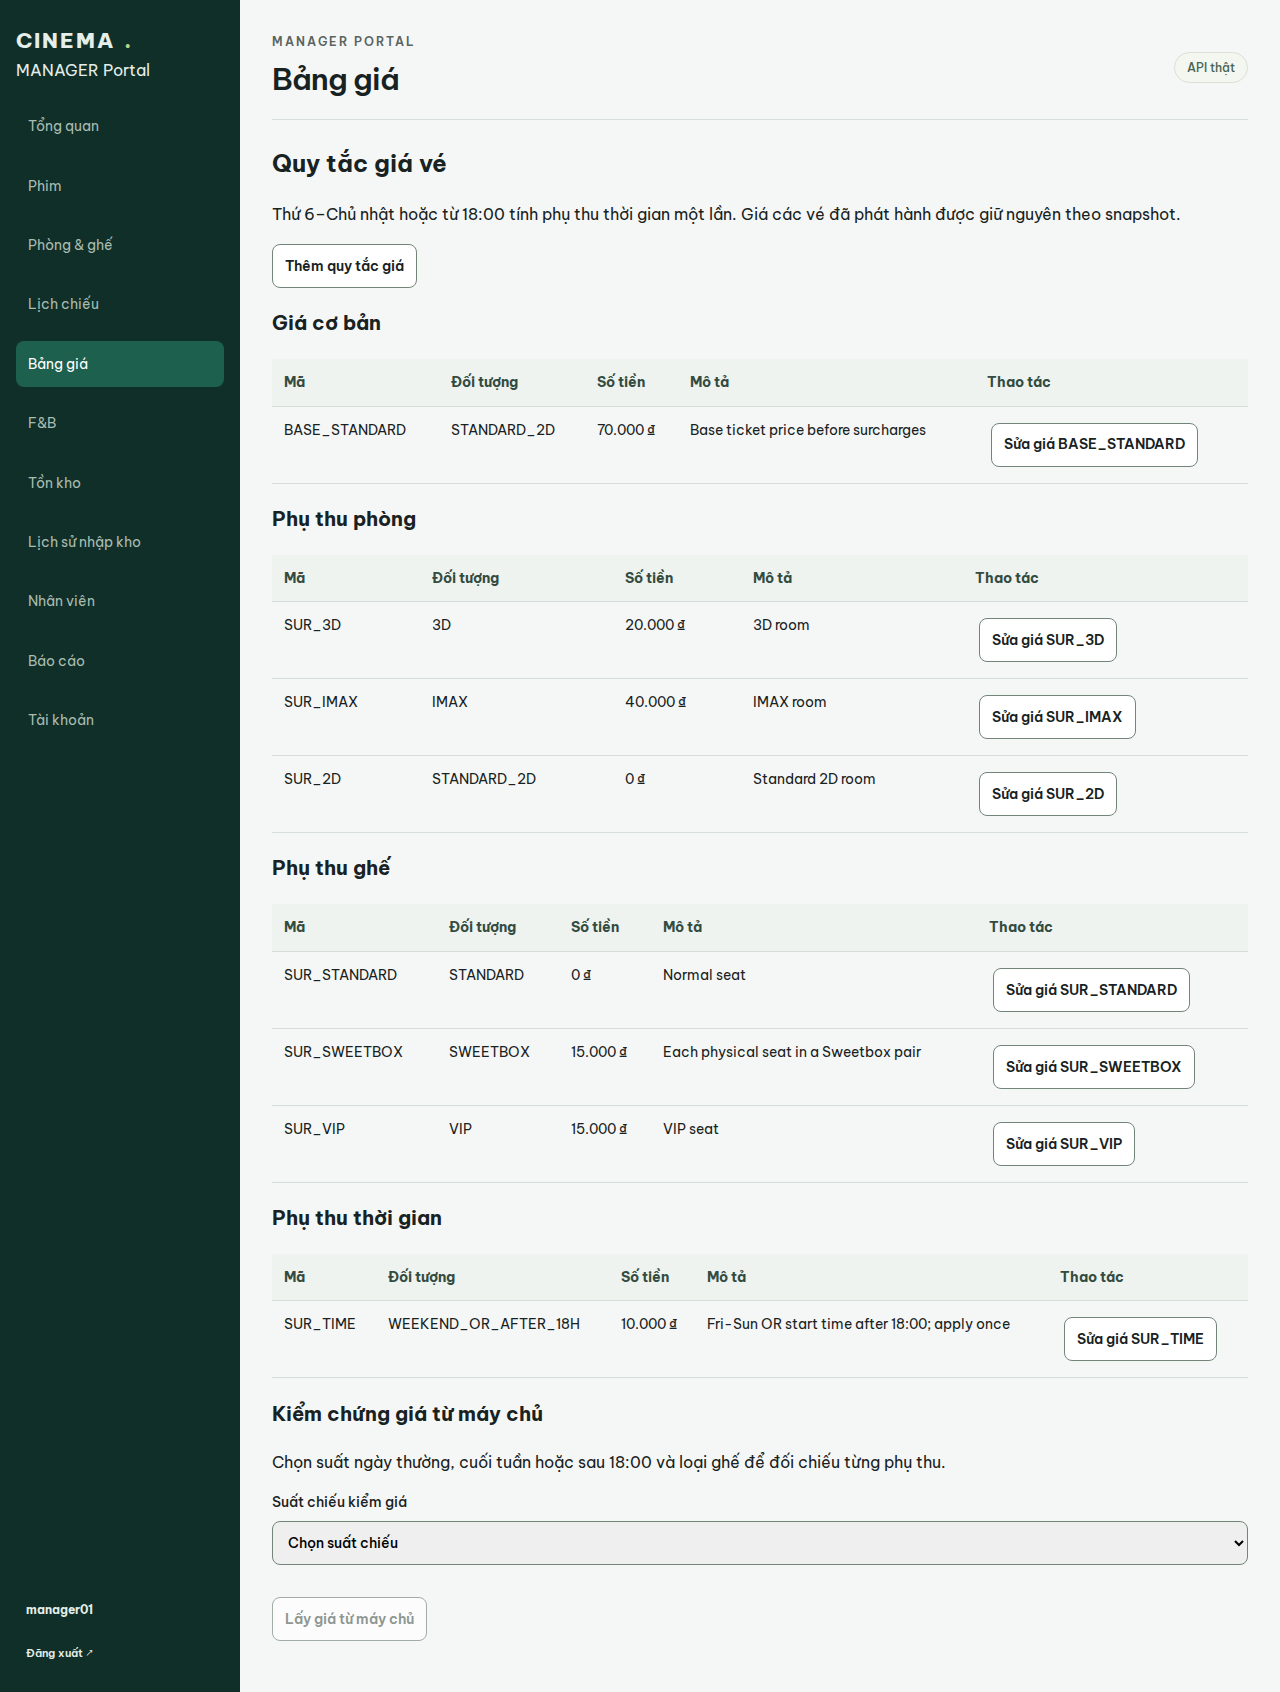 CINEMA .
MANAGER Portal
Tổng quan
Phim
Phòng & ghế
Lịch chiếu
Bảng giá
F&B
Tồn kho
Lịch sử nhập kho
Nhân viên
Báo cáo
Tài khoản
manager01
Đăng xuất ↗
MANAGER PORTAL
Bảng giá
API thật
Quy tắc giá vé
Thứ 6–Chủ nhật hoặc từ 18:00 tính phụ thu thời gian một lần. Giá các vé đã phát hành được giữ nguyên theo snapshot.
Thêm quy tắc giá
Giá cơ bản
Mã Đối tượng Số tiền Mô tả Thao tác
BASE_STANDARD STANDARD_2D 70.000 ₫ Base ticket price before surcharges Sửa giá BASE_STANDARD
Phụ thu phòng
Mã Đối tượng Số tiền Mô tả Thao tác
SUR_3D 3D 20.000 ₫ 3D room Sửa giá SUR_3D
SUR_IMAX IMAX 40.000 ₫ IMAX room Sửa giá SUR_IMAX
SUR_2D STANDARD_2D 0 ₫ Standard 2D room Sửa giá SUR_2D
Phụ thu ghế
Mã Đối tượng Số tiền Mô tả Thao tác
SUR_STANDARD STANDARD 0 ₫ Normal seat Sửa giá SUR_STANDARD
SUR_SWEETBOX SWEETBOX 15.000 ₫ Each physical seat in a Sweetbox pair Sửa giá SUR_SWEETBOX
SUR_VIP VIP 15.000 ₫ VIP seat Sửa giá SUR_VIP
Phụ thu thời gian
Mã Đối tượng Số tiền Mô tả Thao tác
SUR_TIME WEEKEND_OR_AFTER_18H 10.000 ₫ Fri-Sun OR start time after 18:00; apply once Sửa giá SUR_TIME
Kiểm chứng giá từ máy chủ
Chọn suất ngày thường, cuối tuần hoặc sau 18:00 và loại ghế để đối chiếu từng phụ thu.
Suất chiếu kiểm giá
Chọn suất chiếu
Lấy giá từ máy chủ